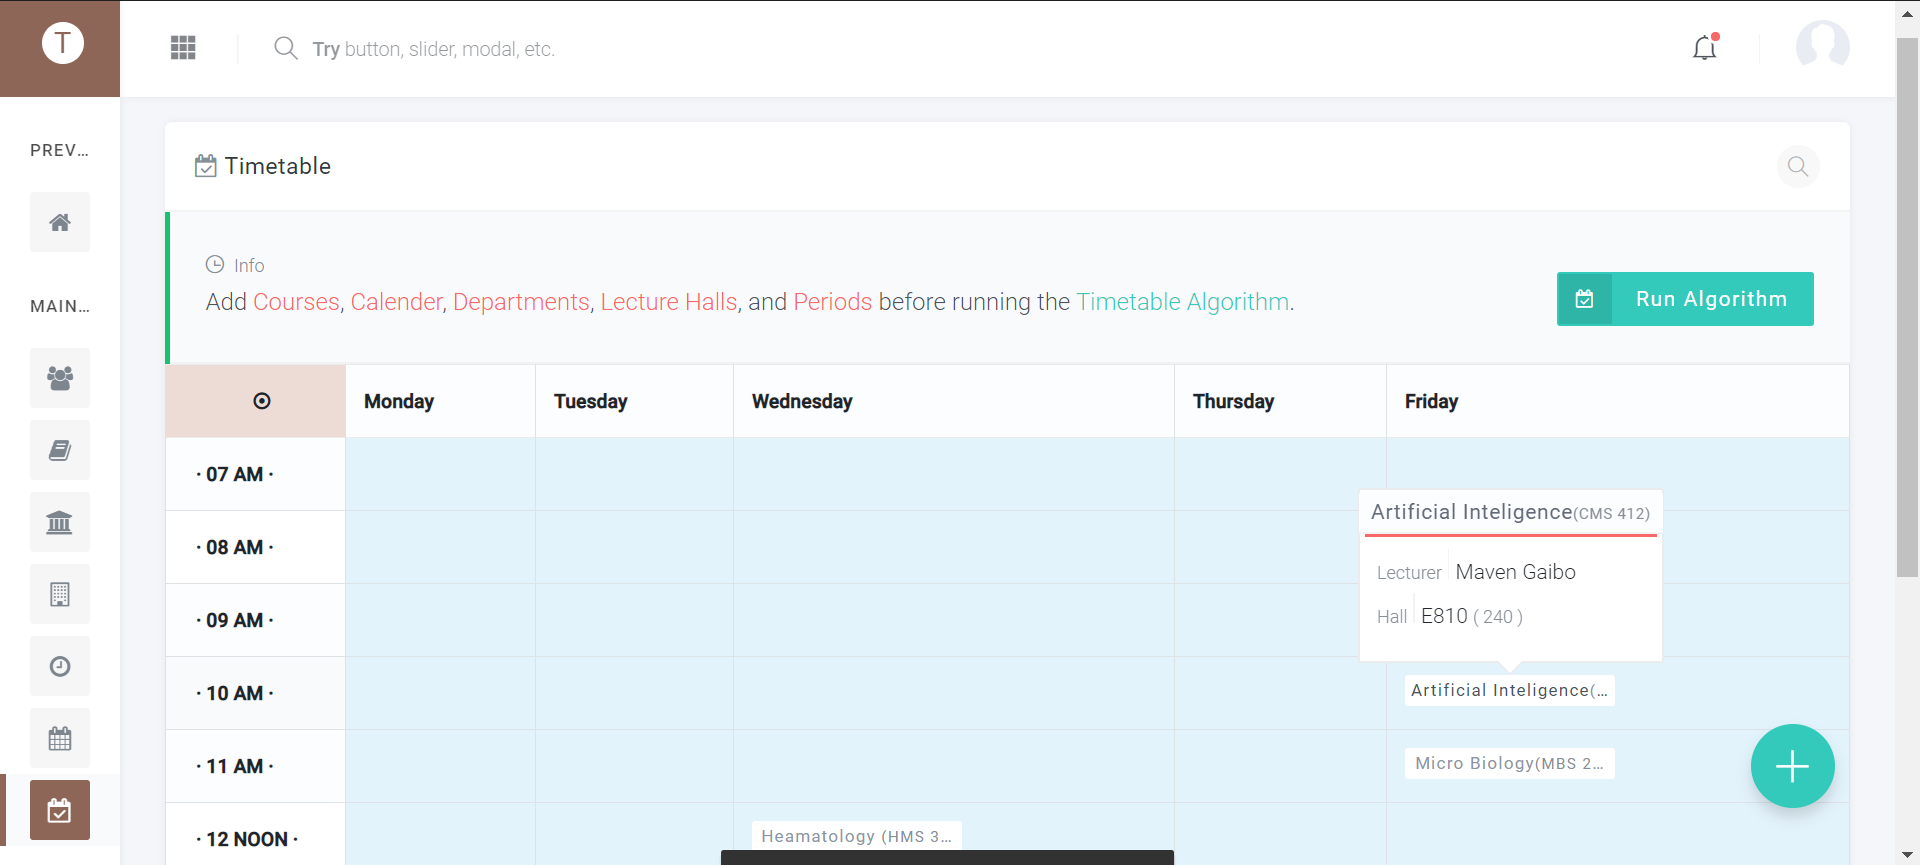 T
Try button, slider, modal, etc.
PREV...
MAIN...
Timetable
Info
Add Courses, Calender, Departments, Lecture Halls, and Periods before running the Timetable Algorithm.
Run Algorithm
Monday Tuesday Wednesday Thursday Friday
· 07 AM ·
Artificial Inteligence(CMS 412)
Lecturer Maven Gaibo
Hall E810 ( 240 )
· 08 AM ·
· 09 AM ·
· 10 AM ·
Artificial Inteligence(...
· 11 AM ·
Micro Biology(MBS 2...
· 12 NOON ·
Heamatology (HMS 3...